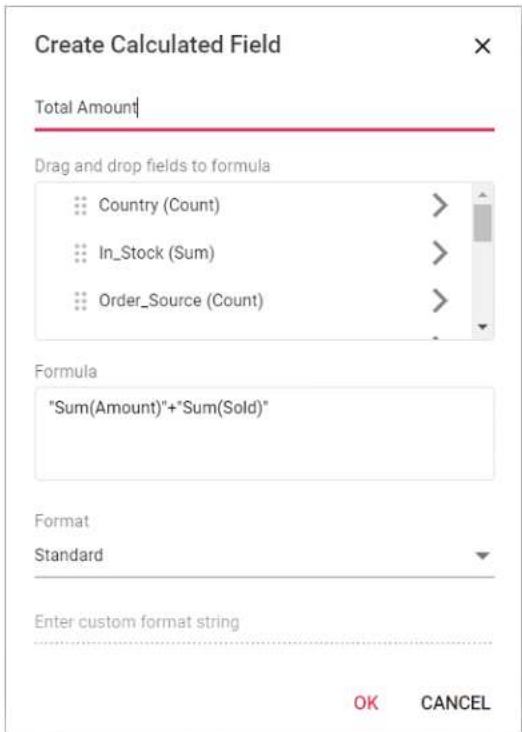 Create Calculated Field
Total Amount
Drag and drop fields to formula
Country (Count)
In_Stock (Sum)
Order_Source (Count)
Formula
"Sum(Amount)"+"Sum(Sold)"
Format
Standard
Enter custom format string
OK CANCEL